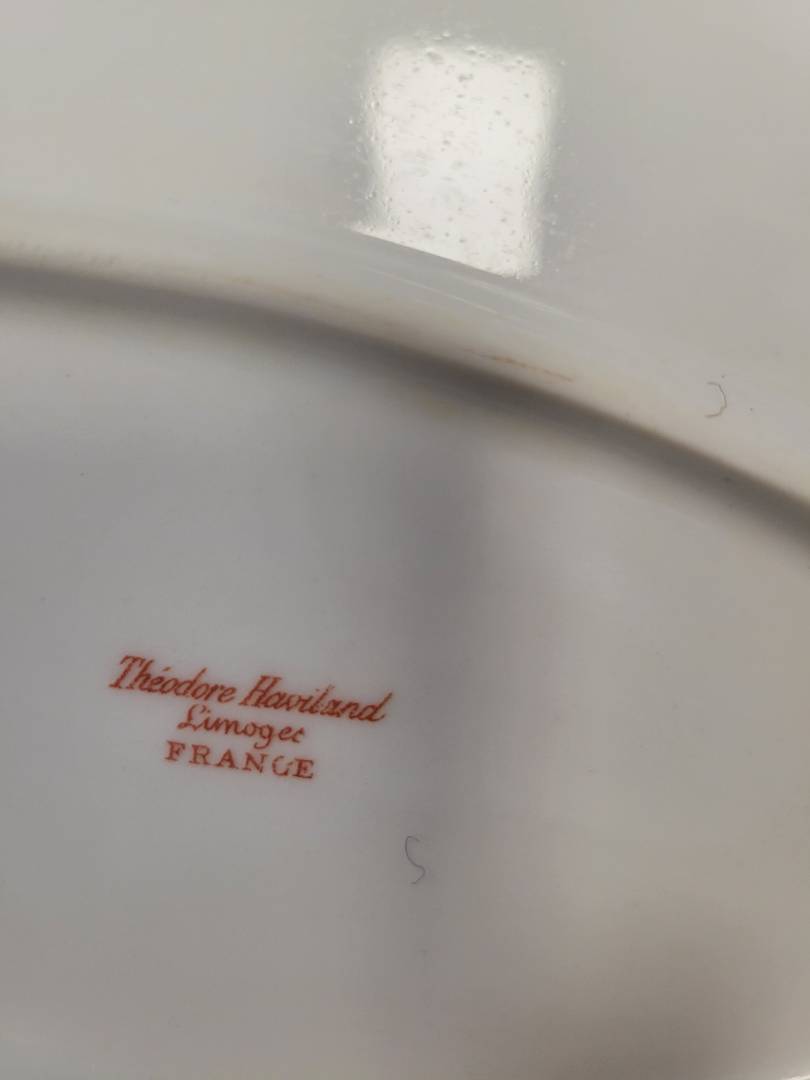 Théodore Haviland
Limoges
FRANCE